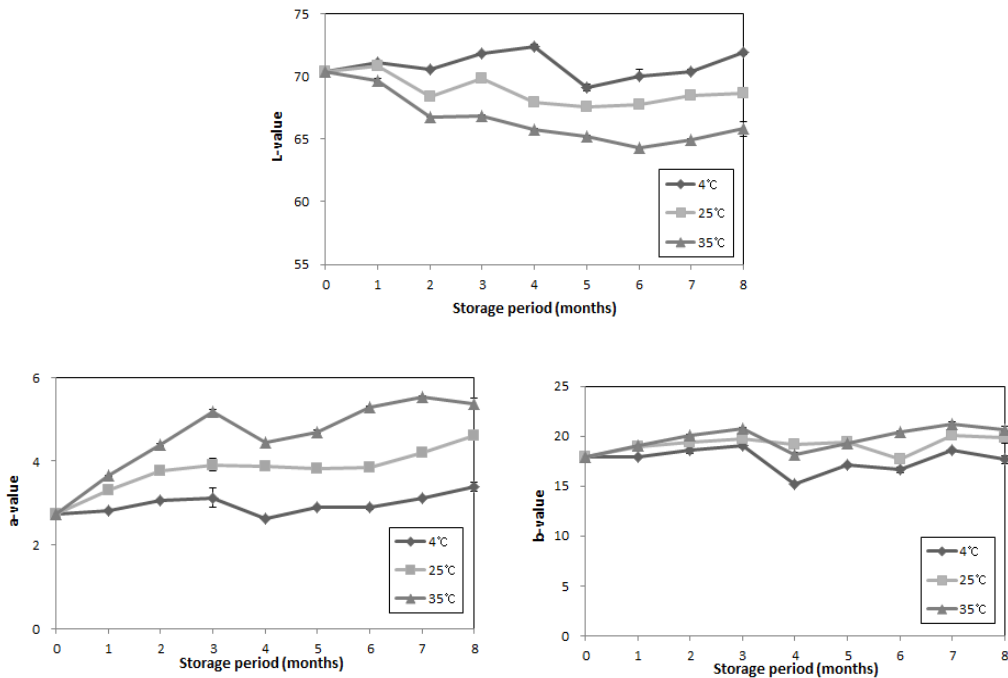 75
70
65
60
55
L-value
4℃
25℃
35℃
0 1 2 3 4 5 6 7 8
Storage period (months)
6
4
2
0
a-value
4℃
25℃
35℃
0 1 2 3 4 5 6 7 8
Storage period (months)
25
20
15
10
5
0
b-value
4℃
25℃
35℃
0 1 2 3 4 5 6 7 8
Storage period (months)